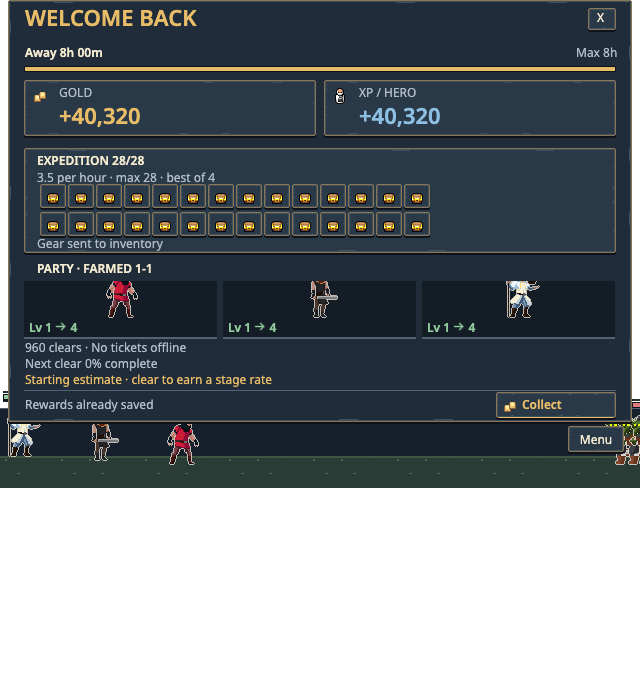 WELCOME BACK
X
Away 8h 00m
Max 8h
GOLD
+40,320
XP / HERO
+40,320
EXPEDITION 28/28
3.5 per hour · max 28 · best of 4
Gear sent to inventory
PARTY · FARMED 1-1
Lv 1 → 4
Lv 1 → 4
Lv 1 → 4
960 clears · No tickets offline
Next clear 0% complete
Starting estimate · clear to earn a stage rate
Rewards already saved
Collect
Menu